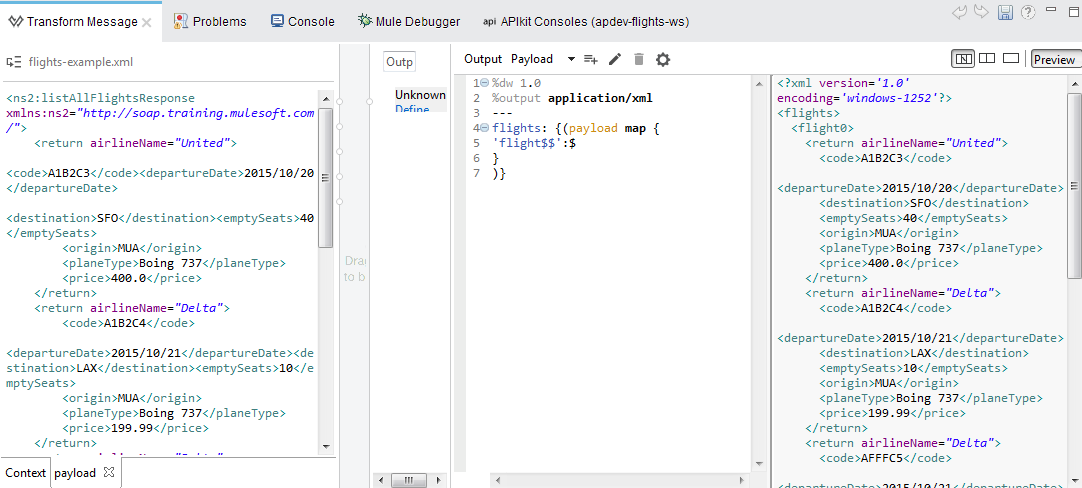 Transform Message
Problems
Console
Mule Debugger
api APIkit Consoles (apdev-flights-ws)
flights-example.xml
<ns2:listAllFlightsResponse
xmlns:ns2="http://soap.training.mulesoft.com
/">
<return airlineName="United">
<code>A1B2C3</code><departureDate>2015/10/20
</departureDate>
<destination>SFO</destination><emptySeats>40
</emptySeats>
<origin>MUA</origin>
<planeType>Boing 737</planeType>
<price>400.0</price>
</return>
<return airlineName="Delta">
<code>A1B2C4</code>
<departureDate>2015/10/21</departureDate><de
stination>LAX</destination><emptySeats>10</e
mptySeats>
<origin>MUA</origin>
<planeType>Boing 737</planeType>
<price>199.99</price>
</return>
Context
payload
Drag
to b
Outp
Unknown
Define
Output Payload
Preview
1 %dw 1.0
2 %output application/xml
3 ---
4 flights: {(payload map {
5 'flight$$':$
6 }
7 )}
<?xml version='1.0'
encoding='windows-1252'?>
<flights>
<flight0>
<return airlineName="United">
<code>A1B2C3</code>
<departureDate>2015/10/20</departureDate>
<destination>SFO</destination>
<emptySeats>40</emptySeats>
<origin>MUA</origin>
<planeType>Boing 737</planeType>
<price>400.0</price>
</return>
<return airlineName="Delta">
<code>A1B2C4</code>
<departureDate>2015/10/21</departureDate>
<destination>LAX</destination>
<emptySeats>10</emptySeats>
<origin>MUA</origin>
<planeType>Boing 737</planeType>
<price>199.99</price>
</return>
<return airlineName="Delta">
<code>AFFFC5</code>
<departureDate>2015/10/21</departureDate>